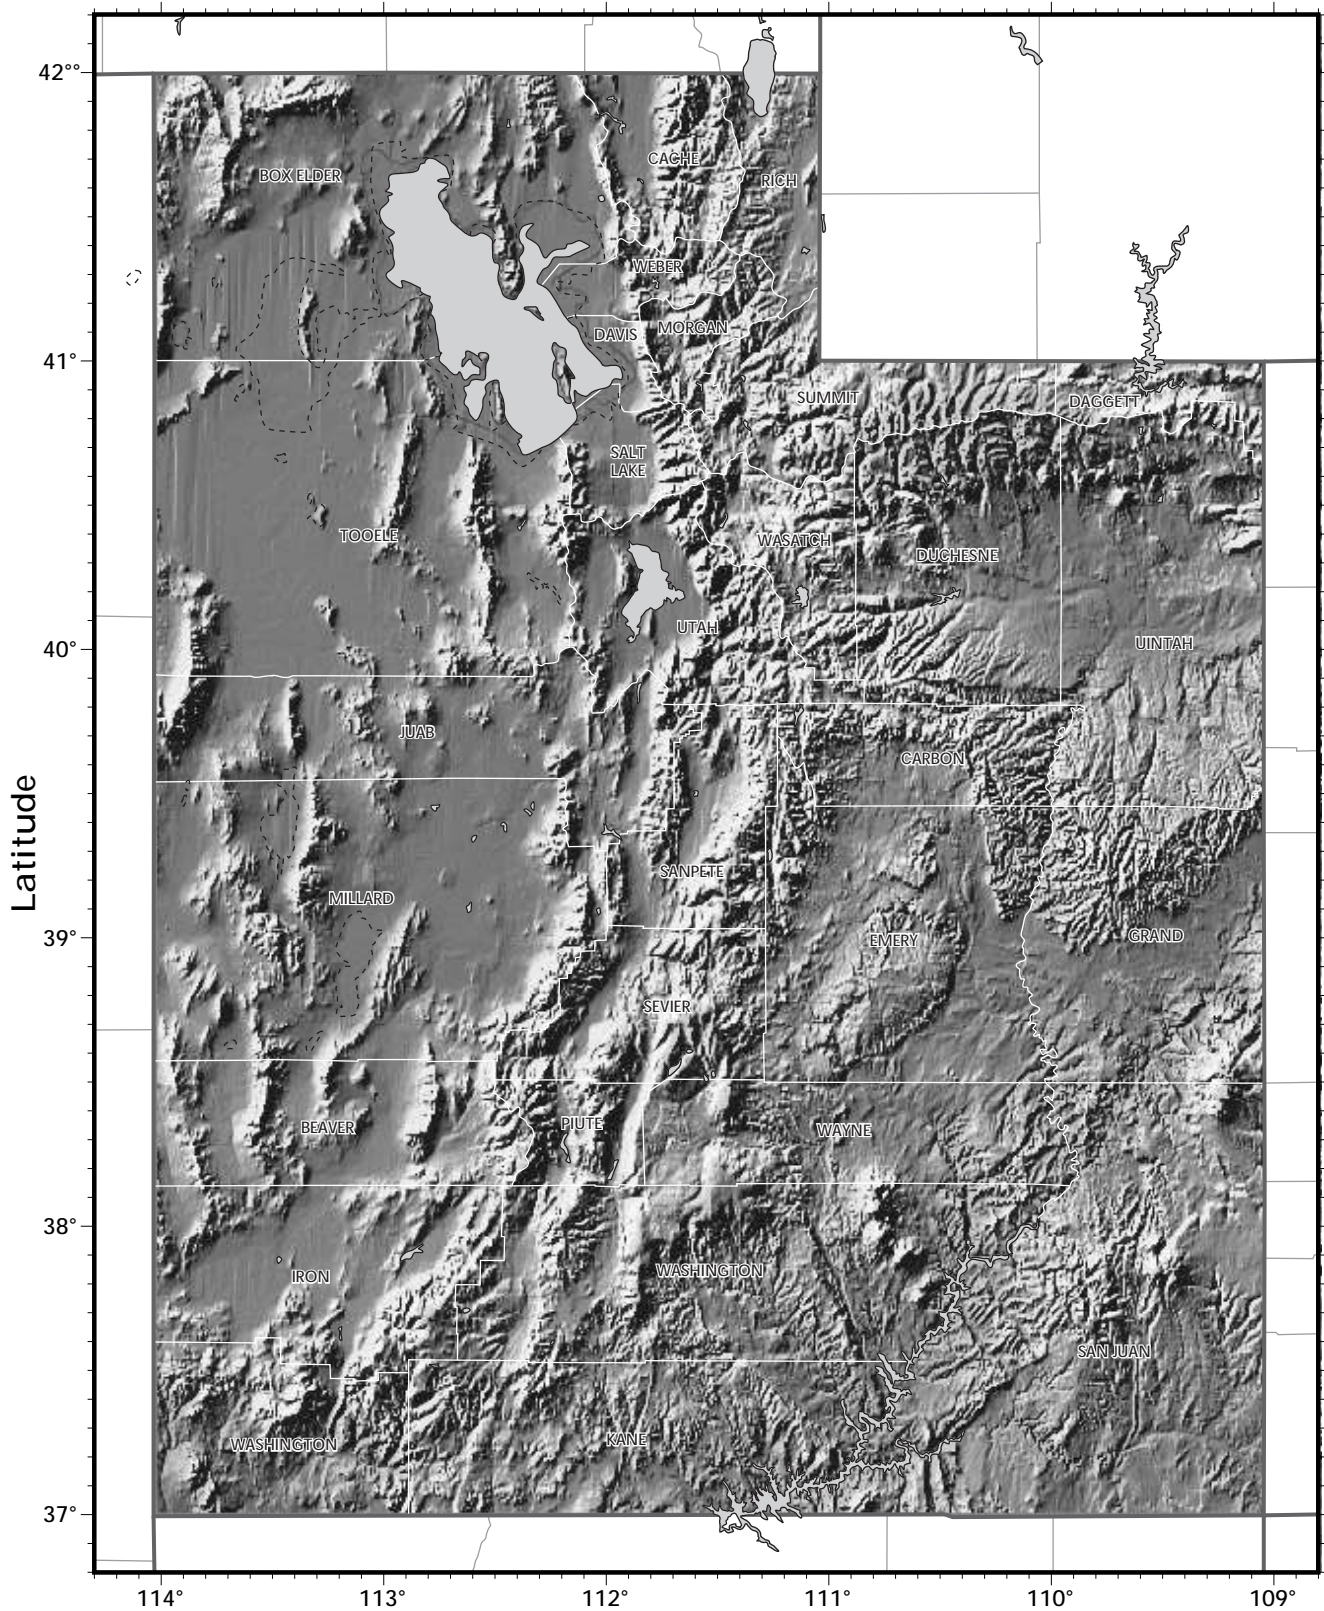 42°°
CACHE
BOX ELDER
RICH
WEBER
DAVIS
MORGAN
41°
SUMMIT
DAGGETT
SALT
LAKE
TOOELE
WASATCH
DUCHESNE
UTAH
40°
UINTAH
JUAB
CARBON
Latitude
SANPETE
MILLARD
39°
EMERY
GRAND
SEVIER
BEAVER
PIUTE
WAYNE
38°
IRON
WASHINGTON
SAN JUAN
WASHINGTON
KANE
37°
114°
113°
112°
111°
110°
109°